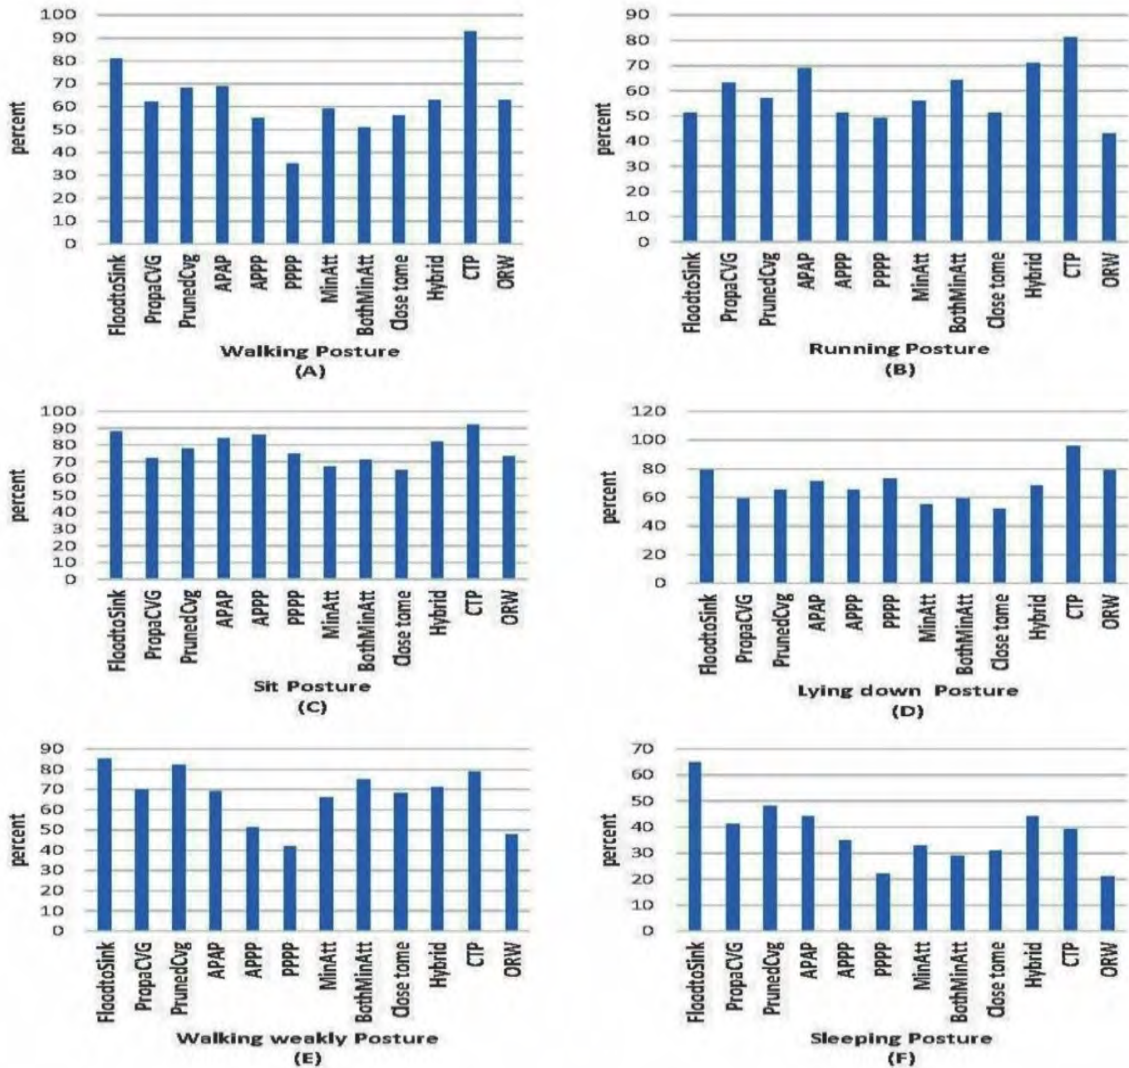 100
90
80
70
60
50
40
30
20
10
0
percent
FloodtoSink
PropaCVG
PrunedCvg
APAP
APPP
PPPP
MinAtt
BothMinAtt
Close tome
Hybrid
CTP
ORW
Walking Posture
(A)
90
80
70
60
50
40
30
20
10
0
percent
FloodtoSink
PropaCVG
PrunedCvg
APAP
APPP
PPPP
MinAtt
BothMinAtt
Close tome
Hybrid
CTP
ORW
Running Posture
(B)
100
90
80
70
60
50
40
30
20
10
0
percent
FloodtoSink
PropaCVG
PrunedCvg
APAP
APPP
PPPP
MinAtt
BothMinAtt
Close tome
Hybrid
CTP
ORW
Sit Posture
(C)
120
100
80
60
40
20
0
percent
FloodtoSink
PropaCVG
PrunedCvg
APAP
APPP
PPPP
MinAtt
BothMinAtt
Close tome
Hybrid
CTP
ORW
Lying down Posture
(D)
90
80
70
60
50
40
30
20
10
0
percent
FloodtoSink
PropaCVG
PrunedCvg
APAP
APPP
PPPP
MinAtt
BothMinAtt
Close tome
Hybrid
CTP
ORW
Walking weakly Posture
(E)
70
60
50
40
30
20
10
0
percent
FloodtoSink
PropaCVG
PrunedCvg
APAP
APPP
PPPP
MinAtt
BothMinAtt
Close tome
Hybrid
CTP
ORW
Sleeping Posture
(F)